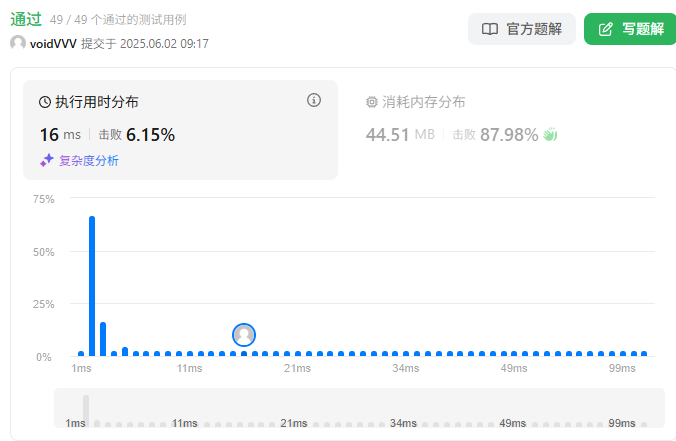 通过 49 / 49 个通过的测试用例
官方题解
写题解
voidVVV 提交于 2025.06.02 09:17
执行用时分布
消耗内存分布
16 ms 击败 6.15%
44.51 MB 击败 87.98%
复杂度分析
75%
50%
25%
0%
1ms 11ms 21ms 34ms 49ms 99ms
1ms 11ms 21ms 34ms 49ms 99ms